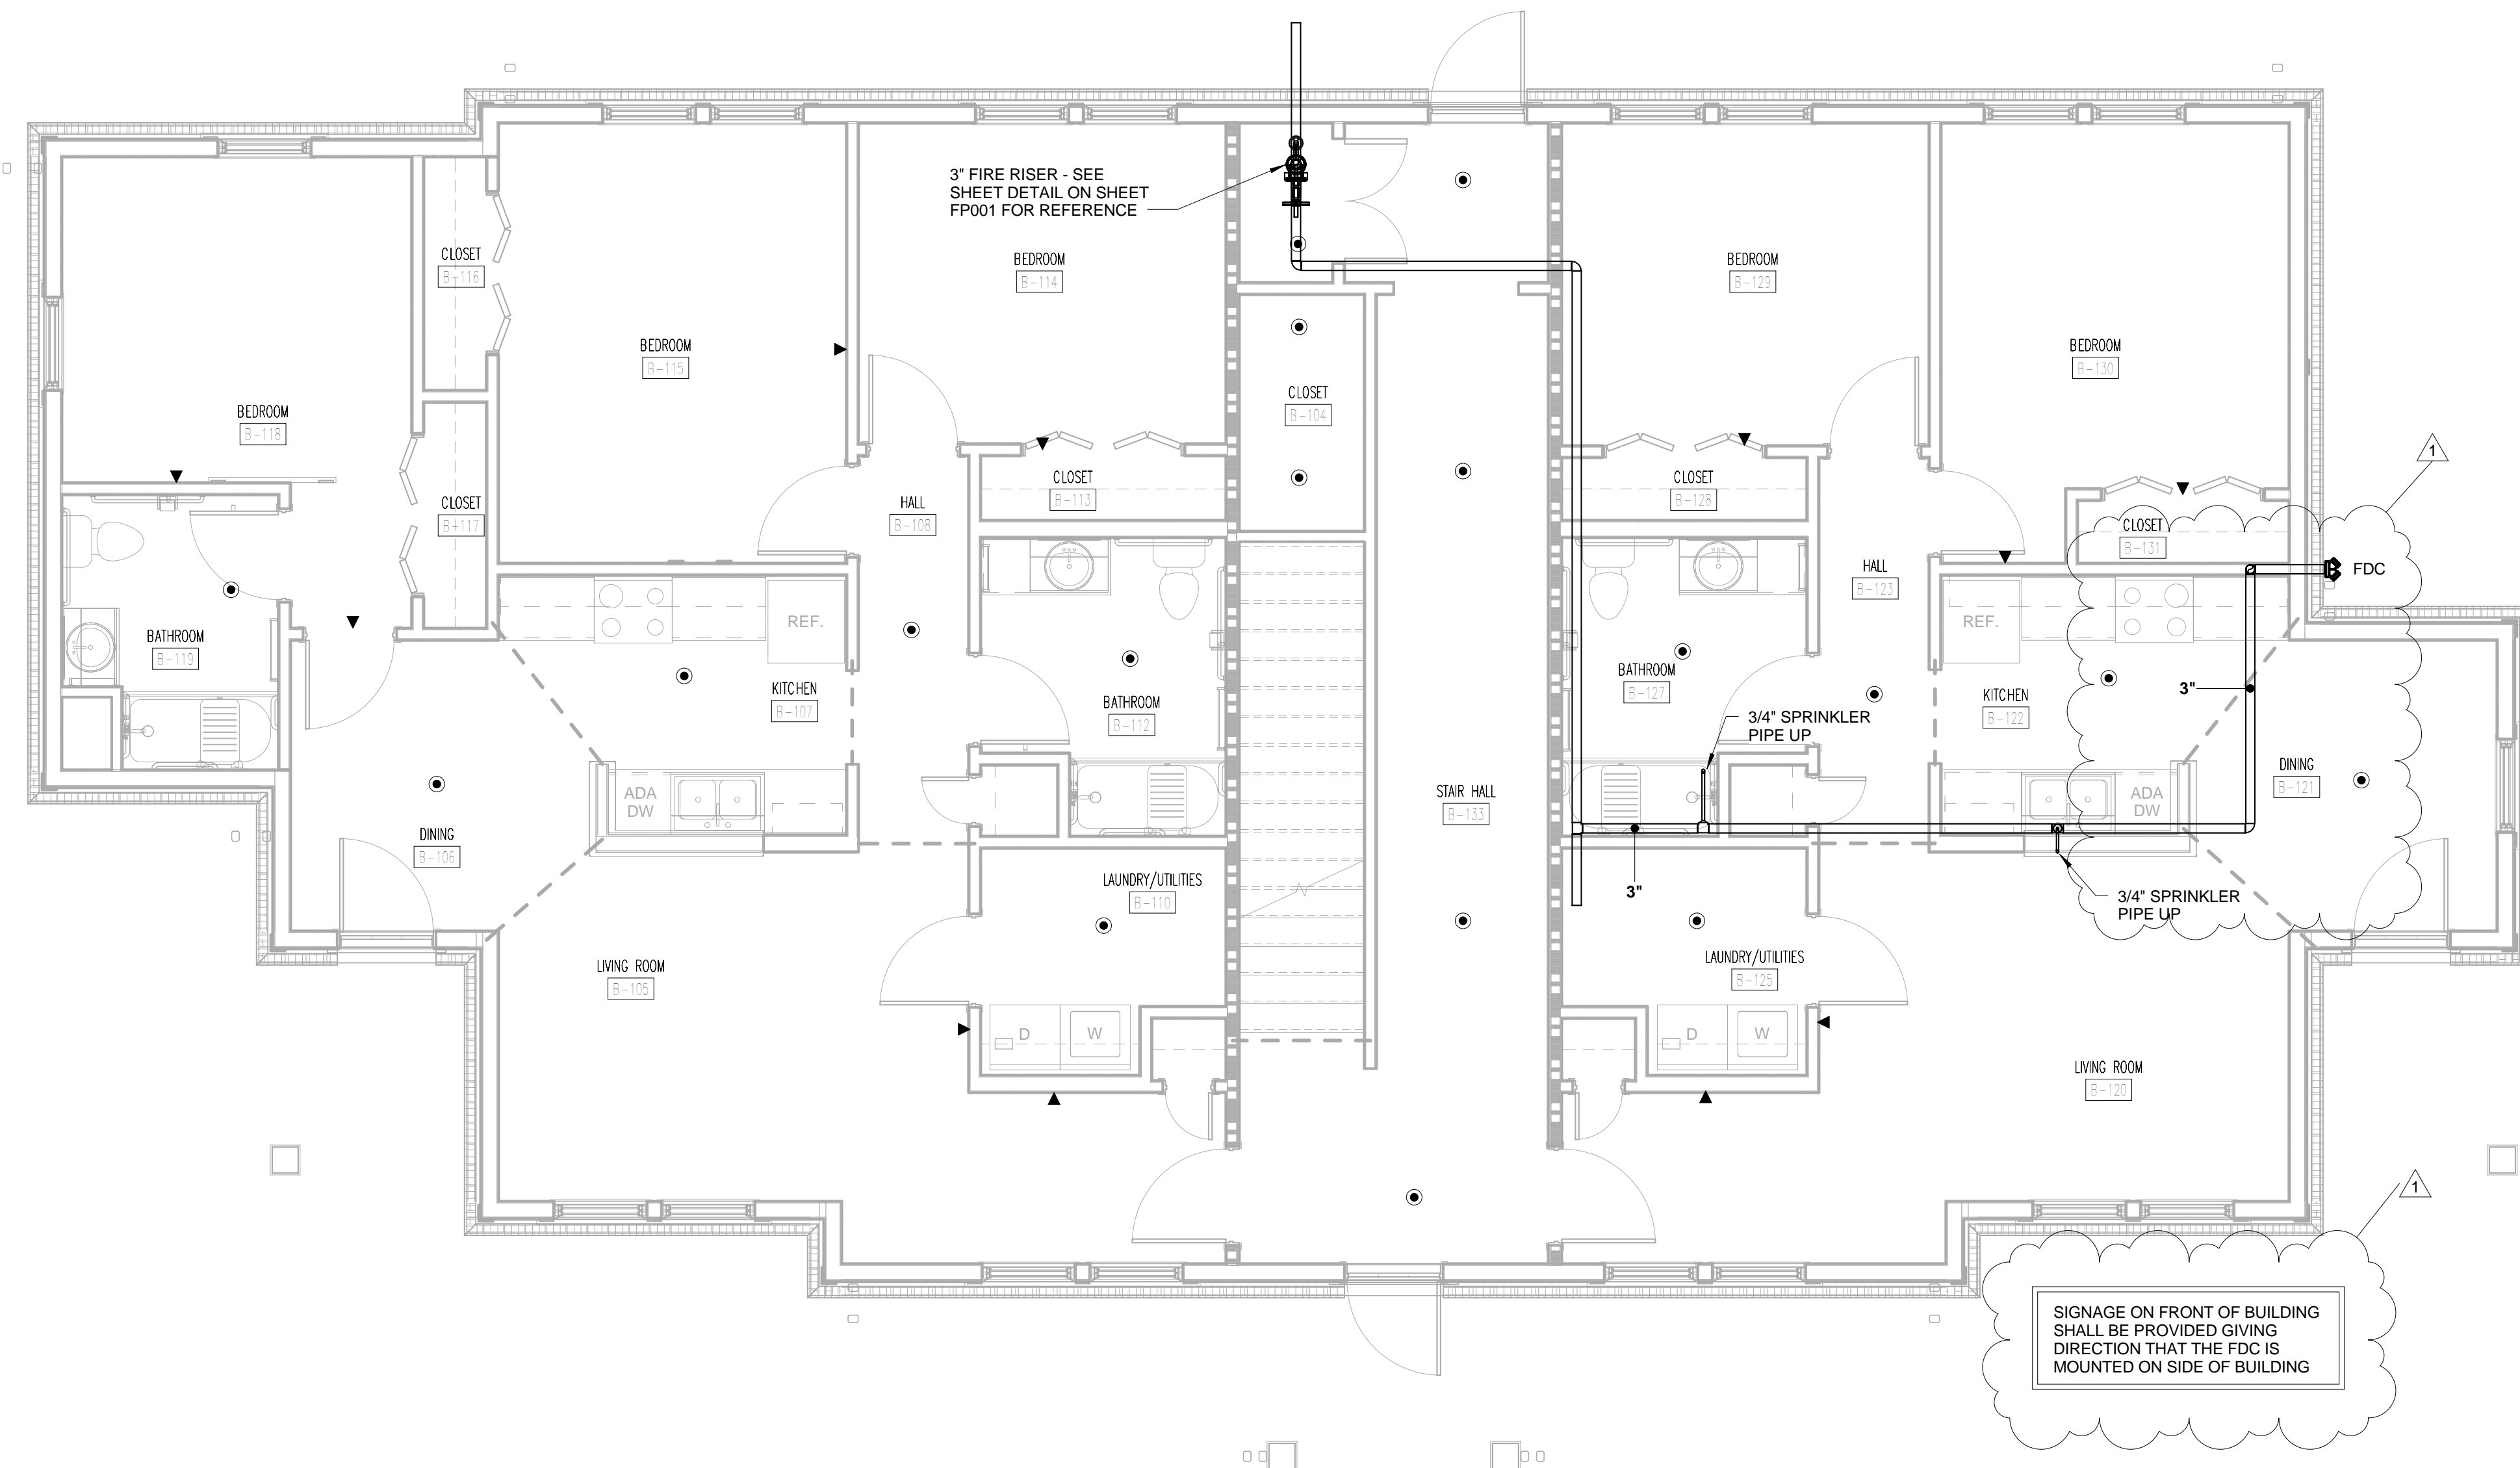 3" FIRE RISER - SEE
SHEET DETAIL ON SHEET
FP001 FOR REFERENCE
CLOSET
B-116
BEDROOM
B-114
BEDROOM
B-129
BEDROOM
B-115
BEDROOM
B-130
BEDROOM
B-118
CLOSET
B-104
1
CLOSET
B-117
HALL
B-108
CLOSET
B-113
CLOSET
B-128
CLOSET
B-131
HALL
B-123
FDC
REF.
REF.
BATHROOM
B-119
KITCHEN
B-107
BATHROOM
B-112
BATHROOM
B-127
KITCHEN
B-122
3"
3/4" SPRINKLER
PIPE UP
DINING
B-121
ADA
DW
STAIR HALL
B-133
ADA
DW
DINING
B-106
LAUNDRY/UTILITIES
B-110
3"
3/4" SPRINKLER
PIPE UP
LIVING ROOM
B-105
LAUNDRY/UTILITIES
B-125
D
W
D
W
LIVING ROOM
B-120
1
SIGNAGE ON FRONT OF BUILDING
SHALL BE PROVIDED GIVING
DIRECTION THAT THE FDC IS
MOUNTED ON SIDE OF BUILDING